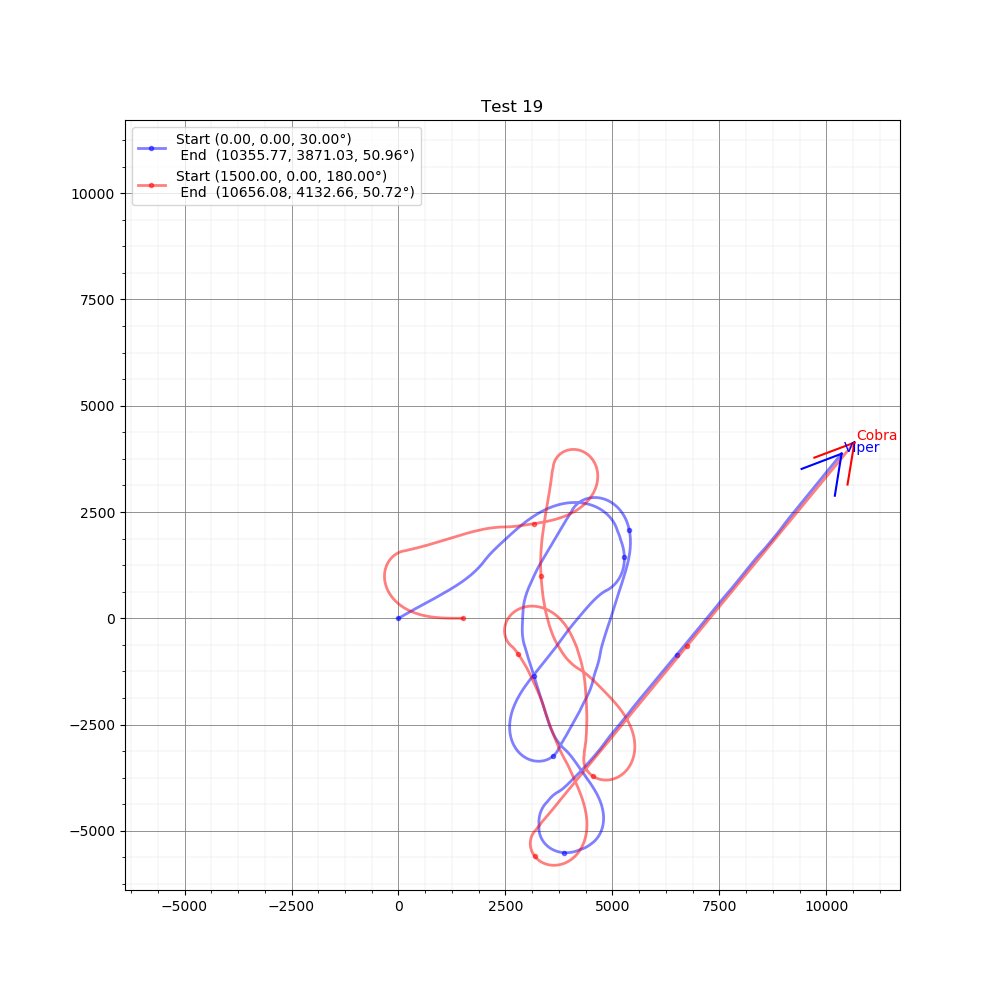 Test 19
Start (0.00, 0.00, 30.00°)
End (10355.77, 3871.03, 50.96°)
Start (1500.00, 0.00, 180.00°)
End (10656.08, 4132.66, 50.72°)
10000
7500
5000
2500
0
−2500
−5000
Cobra
Viper
−5000 −2500 0 2500 5000 7500 10000